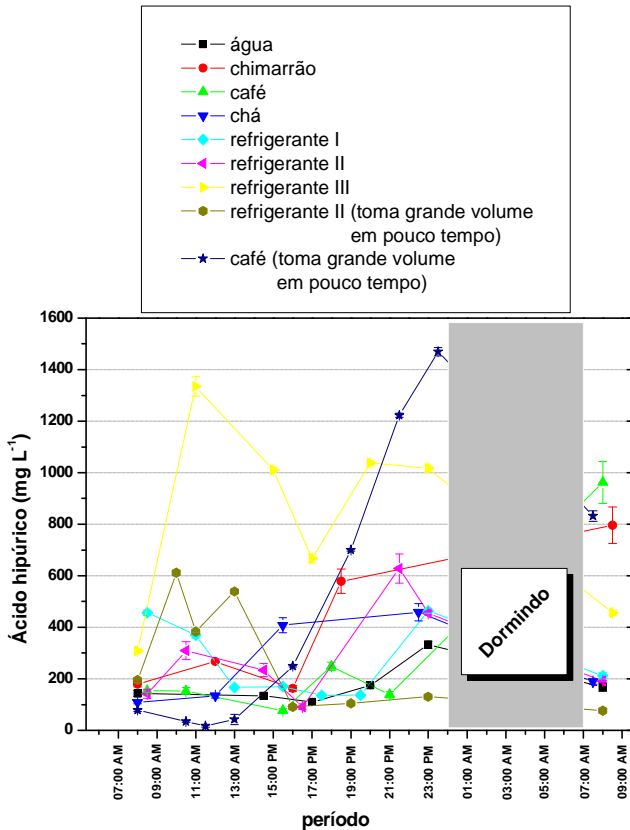 água
chimarrão
café
chá
refrigerante I
refrigerante II
refrigerante III
refrigerante II (toma grande volume
em pouco tempo)
café (toma grande volume
em pouco tempo)
1600
1400
1200
1000
800
600
400
200
0
Ácido hipúrico (mg L-1)
Dormindo
07:00 AM
09:00 AM
11:00 AM
13:00 PM
15:00 PM
17:00 PM
19:00 PM
21:00 PM
23:00 PM
01:00 AM
03:00 AM
05:00 AM
07:00 AM
09:00 AM
período